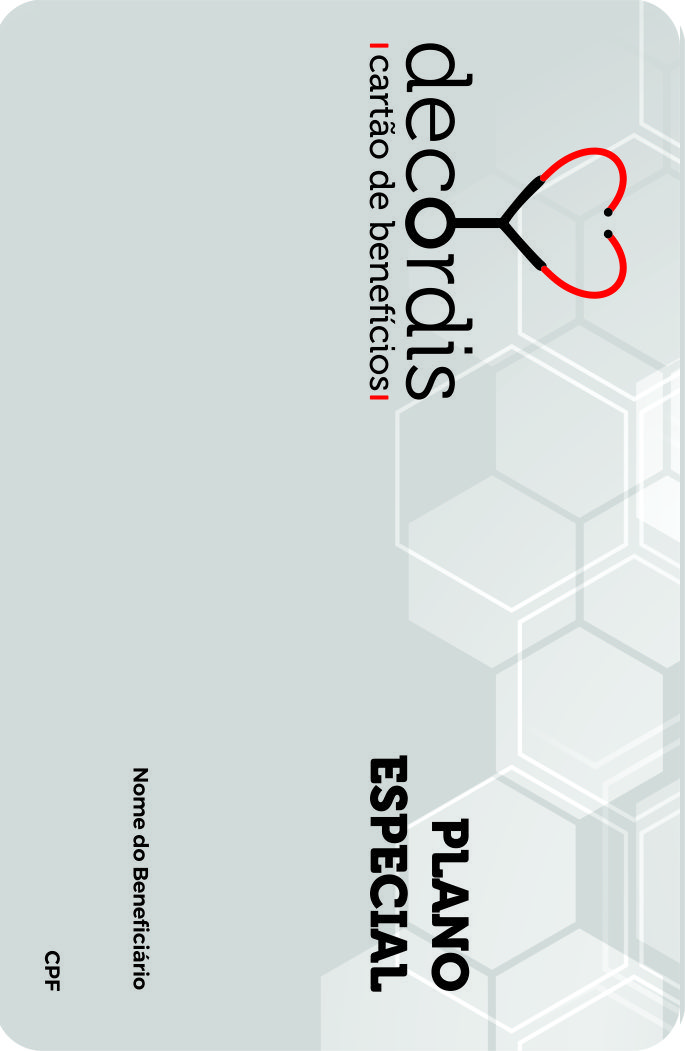 decordis
cartão de benefícios
PLANO
ESPECIAL
Nome do Beneficiário
CPF